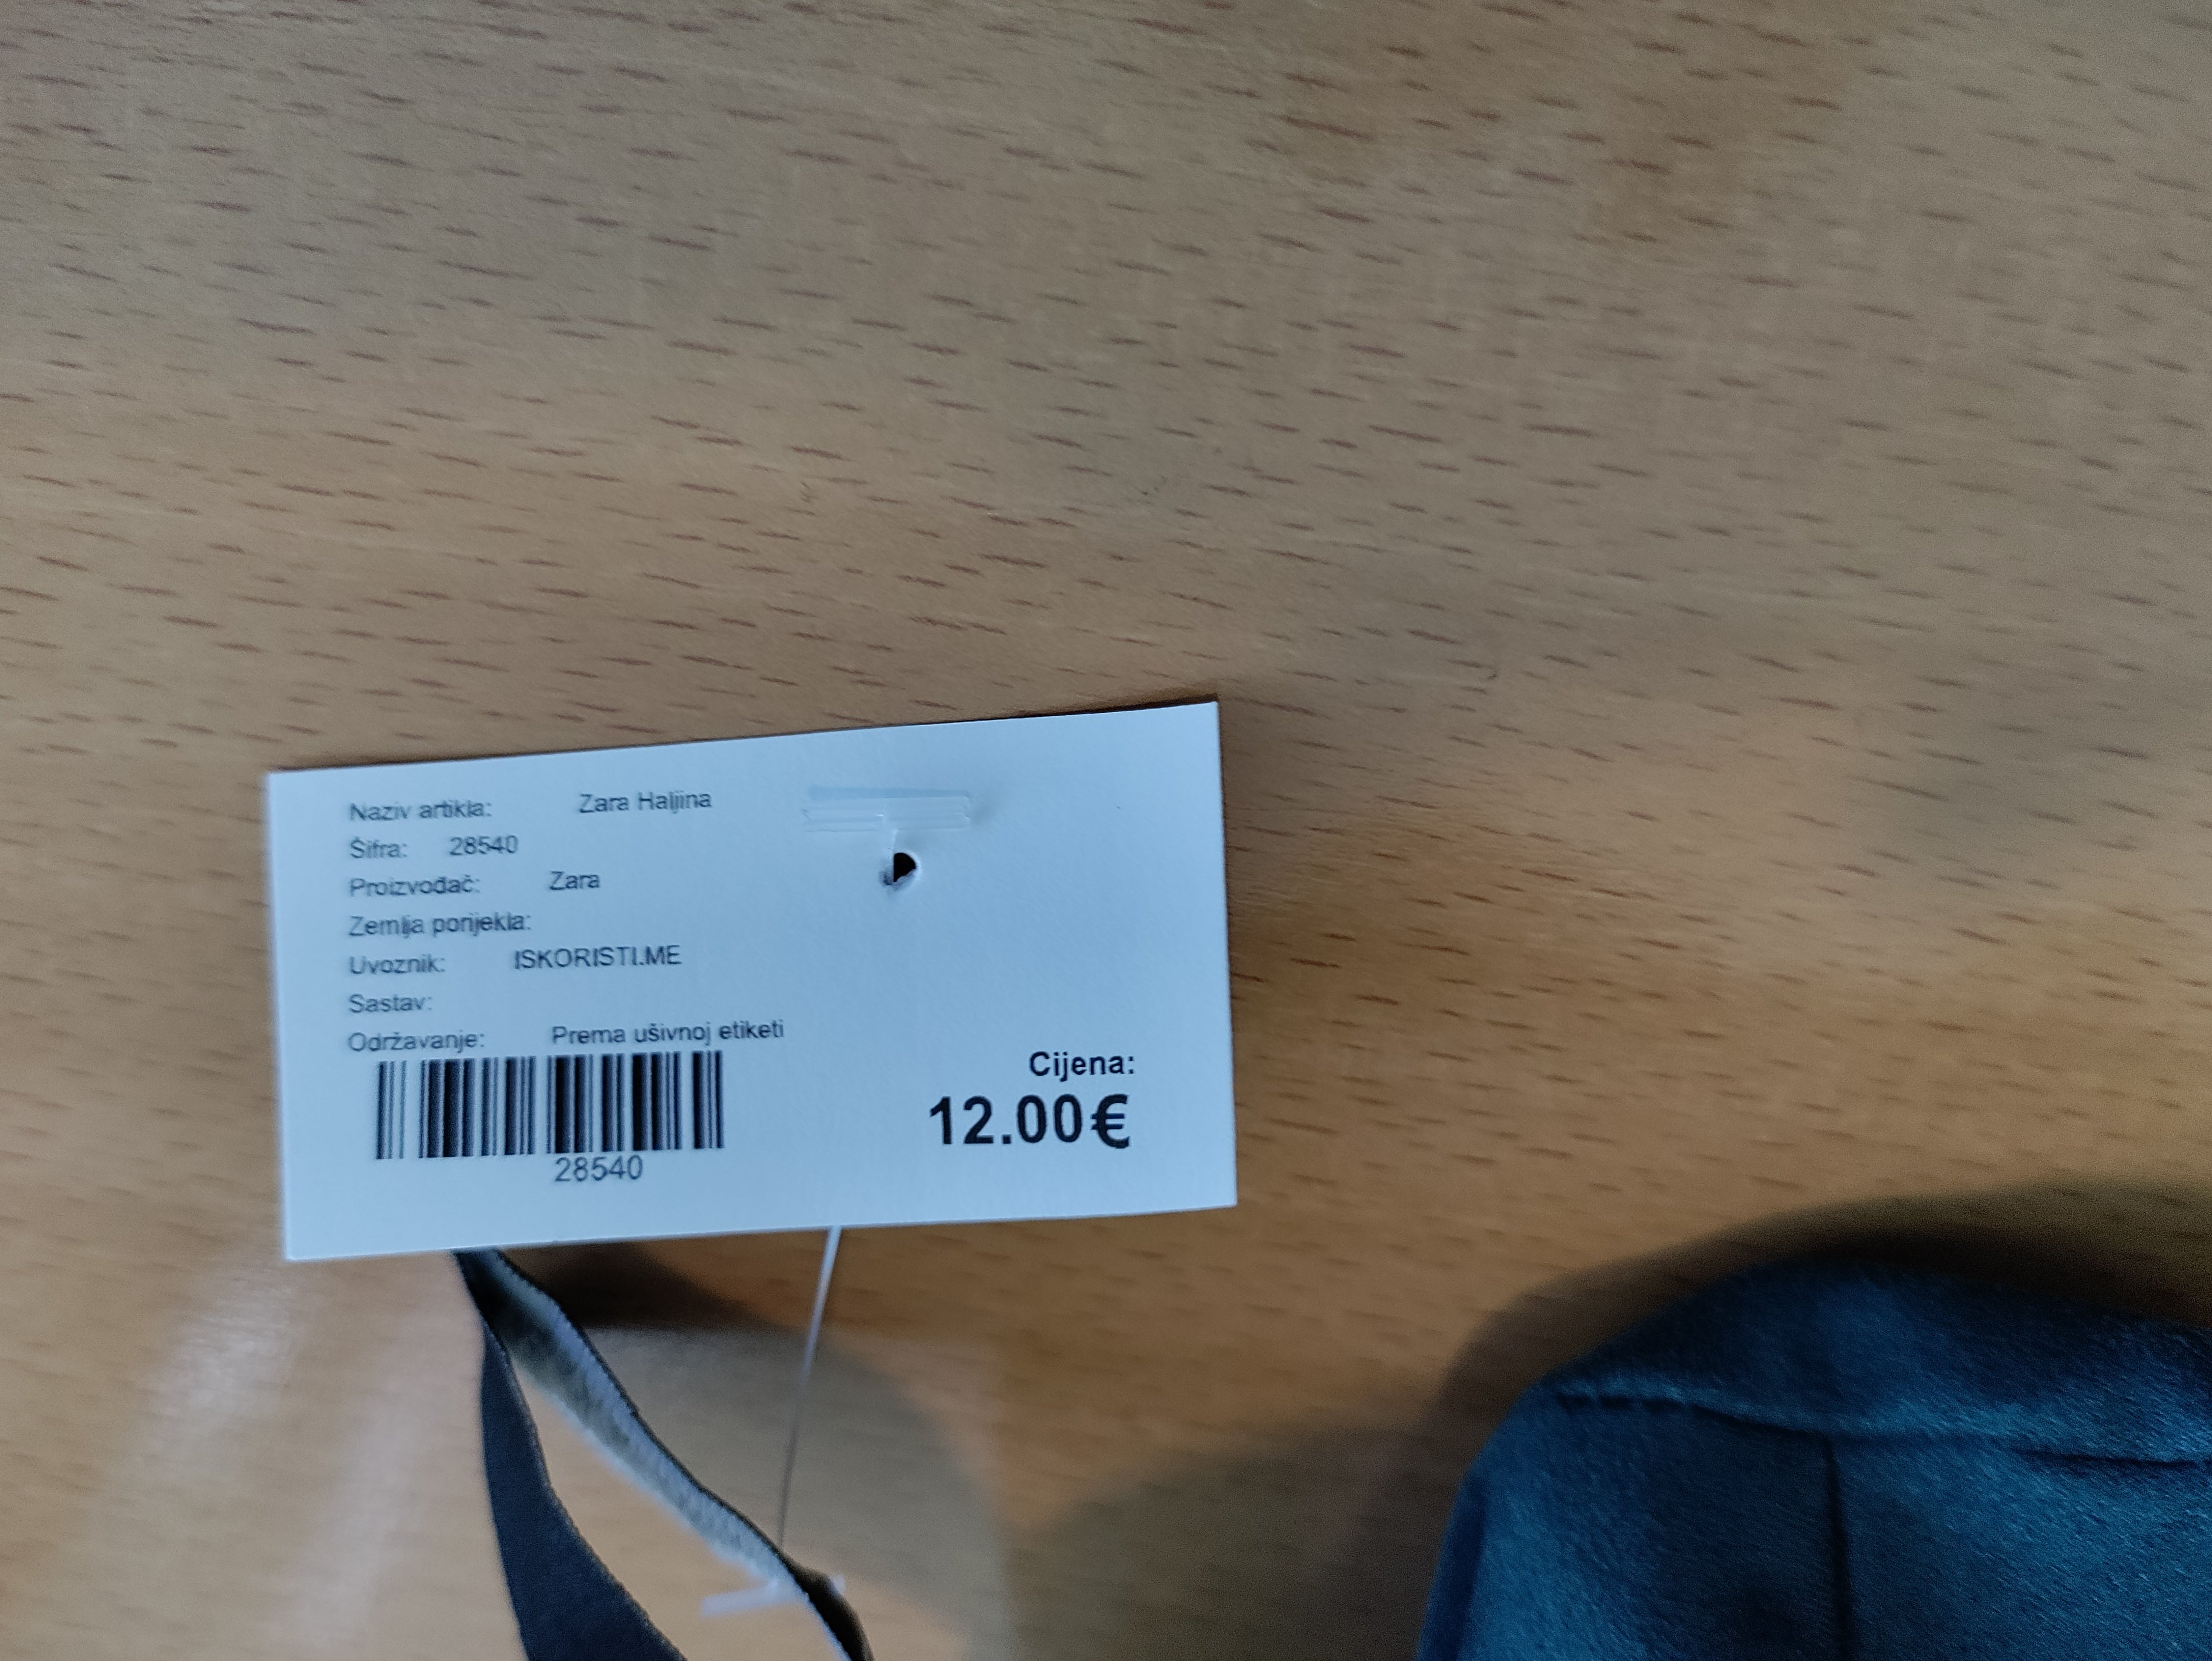 Naziv artikla: Zara Haljina
Šifra: 28540
Proizvođač: Zara
Zemlja porijekla:
Uvoznik: ISKORISTI.ME
Sastav:
Održavanje: Prema ušivnoj etiketi
28540
Cijena:
12.00€